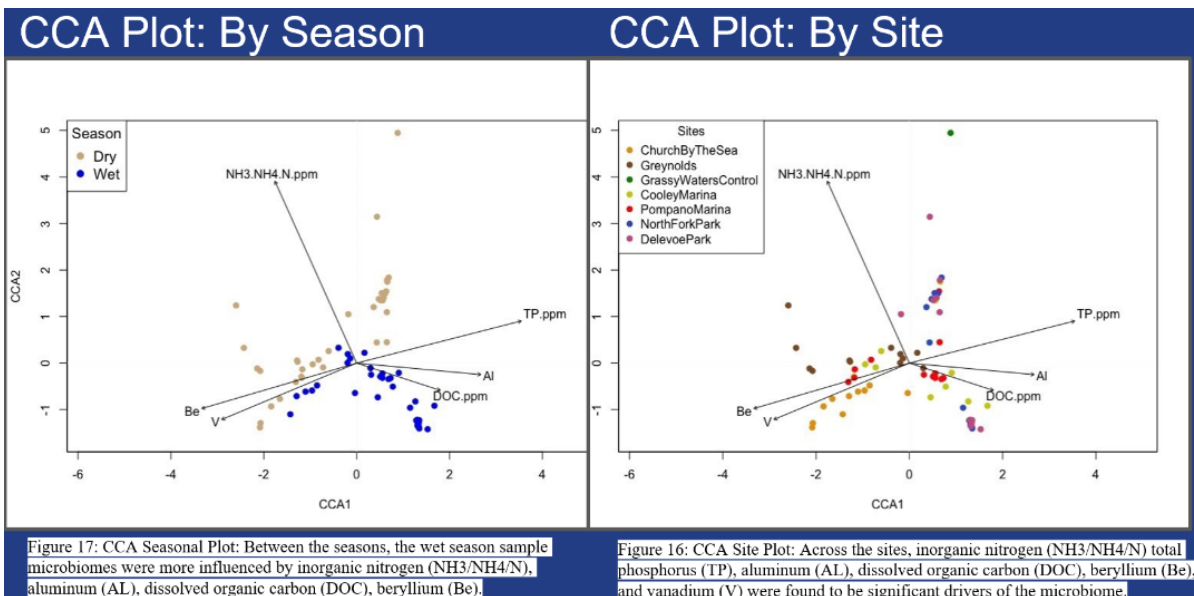 CCA Plot: By Season
Season
Dry
Wet
NH3.NH4.N.ppm
TP.ppm
Al
DOC.ppm
Be
V
CCA2
5
4
3
2
1
0
-1
-6
-4
-2
0
2
4
CCA1
Figure 17: CCA Seasonal Plot: Between the seasons, the wet season sample
microbiomes were more influenced by inorganic nitrogen (NH3/NH4/N),
aluminum (AL), dissolved organic carbon (DOC), beryllium (Be).
CCA Plot: By Site
Sites
ChurchByTheSea
Greynolds
GrassyWatersControl
CooleyMarina
PompanoMarina
NorthForkPark
DelevoePark
NH3.NH4.N.ppm
TP.ppm
Al
DOC.ppm
Be
V
5
4
3
2
1
0
-1
-6
-4
-2
0
2
4
CCA1
Figure 16: CCA Site Plot: Across the sites, inorganic nitrogen (NH3/NH4/N) total
phosphorus (TP), aluminum (AL), dissolved organic carbon (DOC), beryllium (Be).
and vanadium (V) were found to be significant drivers of the microbiome.